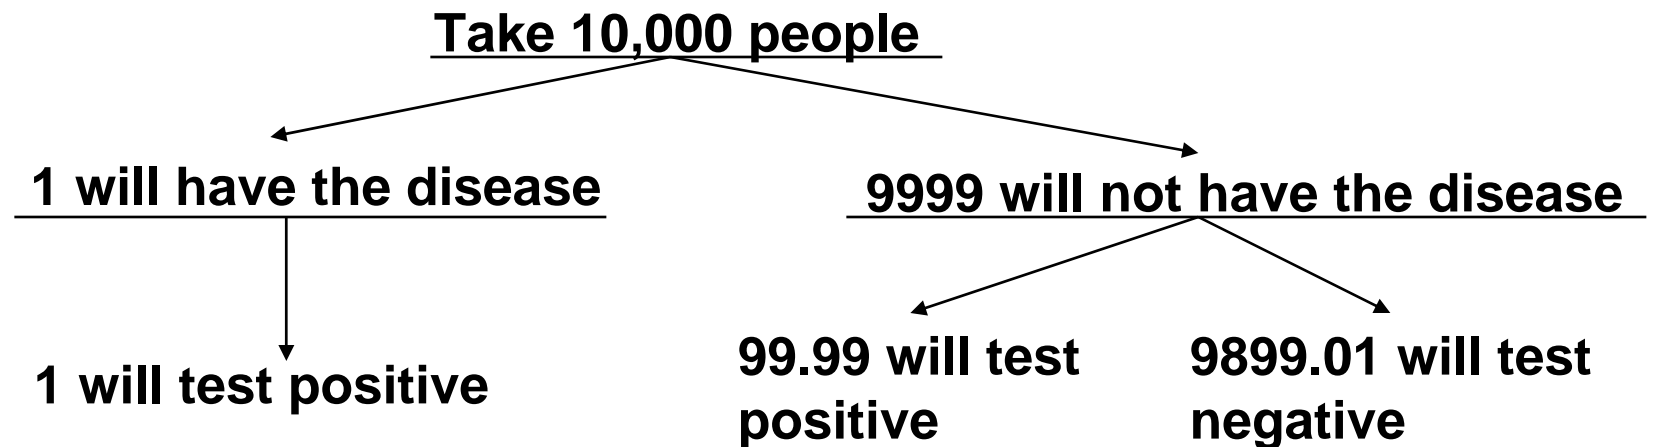 Take 10,000 people
1 will have the disease
9999 will not have the disease
1 will test positive
99.99 will test
positive
9899.01 will test
negative